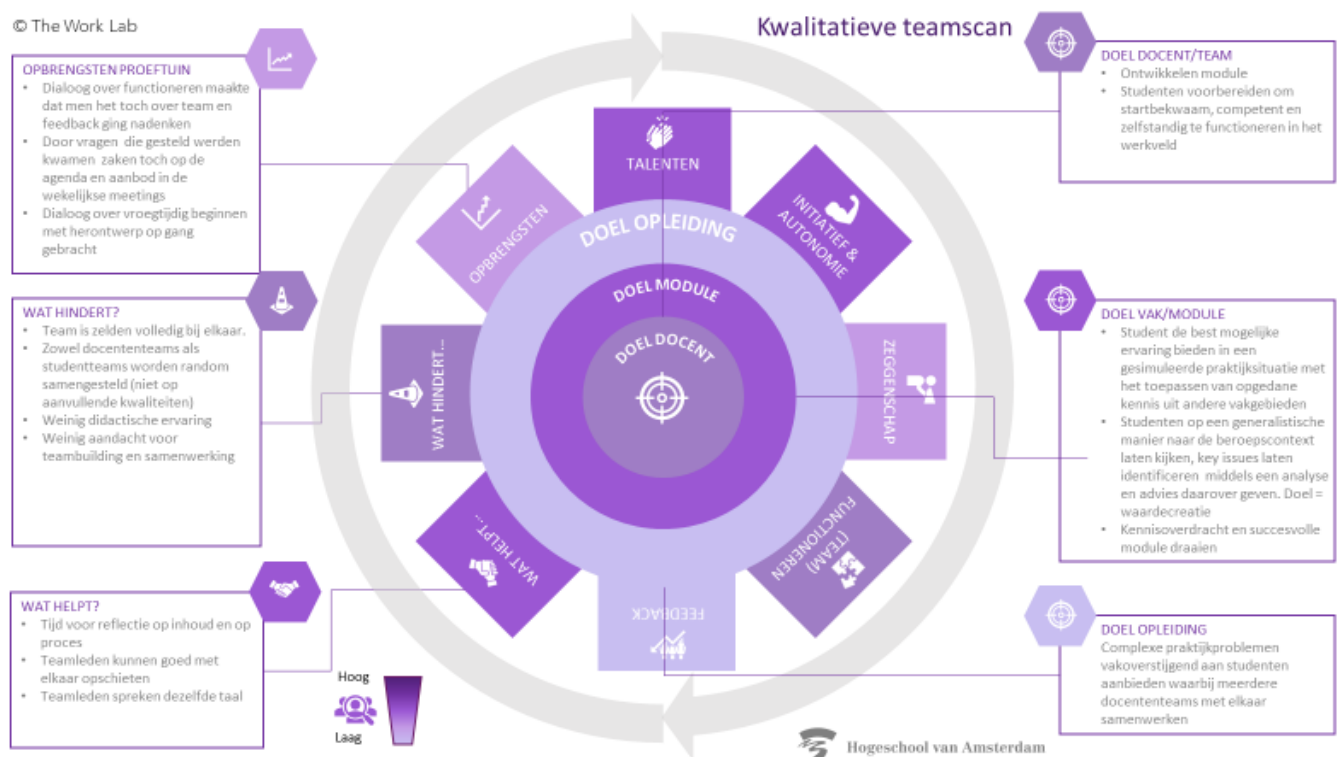 © The Work Lab
Kwalitatieve teamscan
OPBRENGSTEN PROEFTUIN
• Dialoog over functioneren maakte
dat men het toch over team en
feedback ging nadenken
• Door vragen die gesteld werden
kwamen zaken toch op de
agenda en aanbod in de
wekelijkse meetings
• Dialoog over vroegtijdig beginnen
met herontwerp op gang
gebracht
WAT HINDERT?
• Team is zelden volledig bij elkaar.
• Zowel docententeams als
studentteams worden random
samengesteld (niet op
aanvullende kwaliteiten)
• Weinig didactische ervaring
• Weinig aandacht voor
teambuilding en samenwerking
WAT HELPT?
• Tijd voor reflectie op inhoud en op
proces
• Teamleden kunnen goed met
elkaar opschieten
• Teamleden spreken dezelfde taal
Hoog
Laag
TALENTEN
INITIATIEF &
AUTONOMIE
ZEGGENSCHAP
(TEAM)
FUNCTIONEREN
FEEDBACK
WAT HELPT...
WAT HINDERT...
OPBRENGSTEN
DOEL OPLEIDING
DOEL MODULE
DOEL DOCENT
DOEL DOCENT/TEAM
• Ontwikkelen module
• Studenten voorbereiden om
startbekwaam, competent en
zelfstandig te functioneren in het
werkveld
DOEL VAK/MODULE
• Student de best mogelijke
ervaring bieden in een
gesimuleerde praktijksituatie met
het toepassen van opgedane
kennis uit andere vakgebieden
• Studenten op een generalistische
manier naar de beroepscontext
laten kijken, key issues laten
identificeren middels een analyse
en advies daarover geven. Doel =
waardecreatie
• Kennisoverdracht en succesvolle
module draaien
DOEL OPLEIDING
Complexe praktijkproblemen
vakoverstijgend aan studenten
aanbieden waarbij meerdere
docententeams met elkaar
samenwerken
Hogeschool van Amsterdam